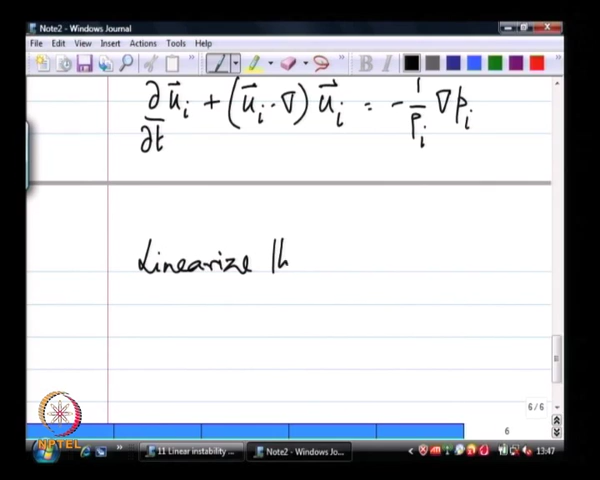 Note2 - Windows Journal
File Edit View Insert Actions Tools Help
B I
∂/∂t u⃗ᵢ + (u⃗ᵢ·∇) u⃗ᵢ = -1/ρᵢ ∇pᵢ
Linearize th
6/6
6
NPTEL
11 Linear instability ...
Note2 - Windows Jo...
13:47